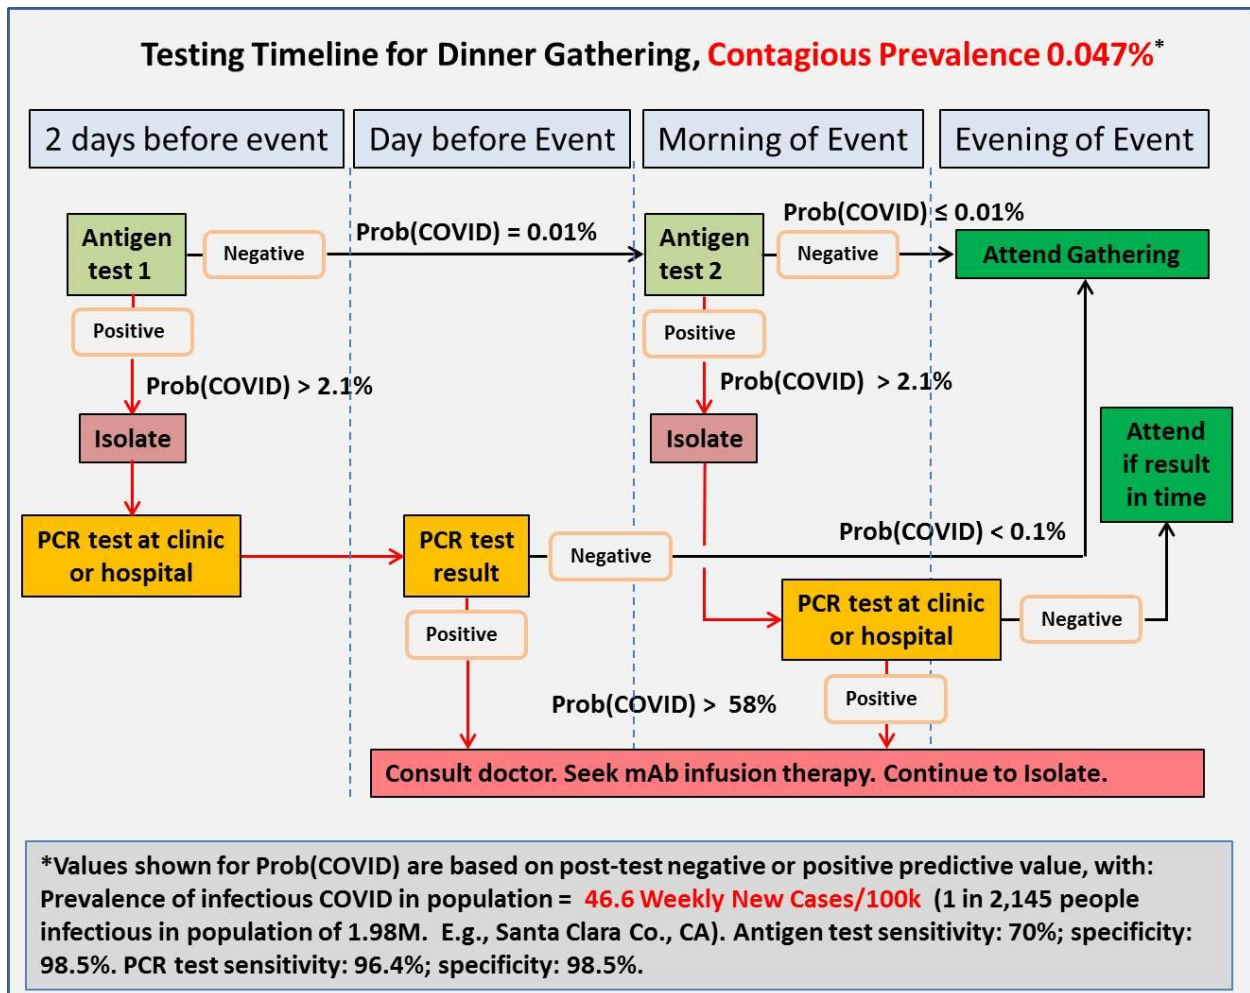 Testing Timeline for Dinner Gathering, Contagious Prevalence 0.047%*
2 days before event
Day before Event
Morning of Event
Evening of Event
Antigen
test 1
Negative
Prob(COVID) = 0.01%
Antigen
test 2
Negative
Prob(COVID) ≤ 0.01%
Attend Gathering
Positive
Prob(COVID) > 2.1%
Isolate
Positive
Prob(COVID) > 2.1%
Isolate
Attend
if result
in time
PCR test at clinic
or hospital
PCR test
result
Negative
Prob(COVID) < 0.1%
PCR test at clinic
or hospital
Negative
Positive
Prob(COVID) > 58%
Positive
Consult doctor. Seek mAb infusion therapy. Continue to Isolate.
*Values shown for Prob(COVID) are based on post-test negative or positive predictive value, with:
Prevalence of infectious COVID in population = 46.6 Weekly New Cases/100k (1 in 2,145 people
infectious in population of 1.98M. E.g., Santa Clara Co., CA). Antigen test sensitivity: 70%; specificity:
98.5%. PCR test sensitivity: 96.4%; specificity: 98.5%.